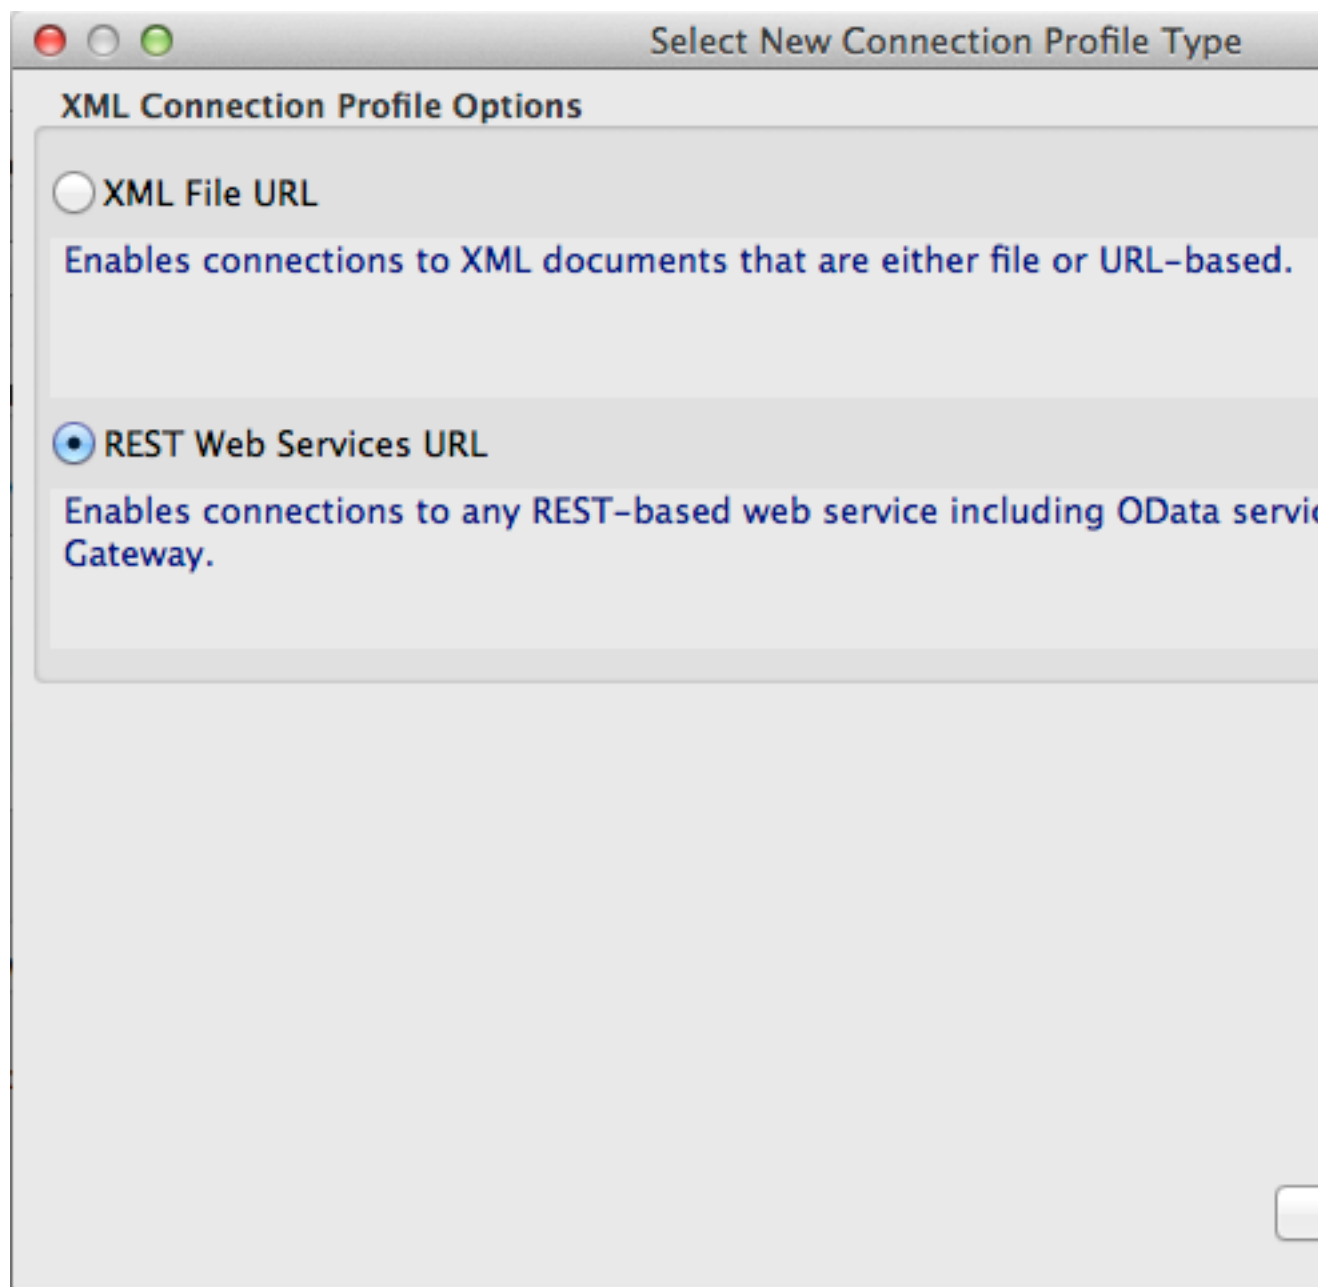 Select New Connection Profile Type
XML Connection Profile Options
XML File URL
Enables connections to XML documents that are either file or URL-based.
REST Web Services URL
Enables connections to any REST-based web service including OData
Gateway.